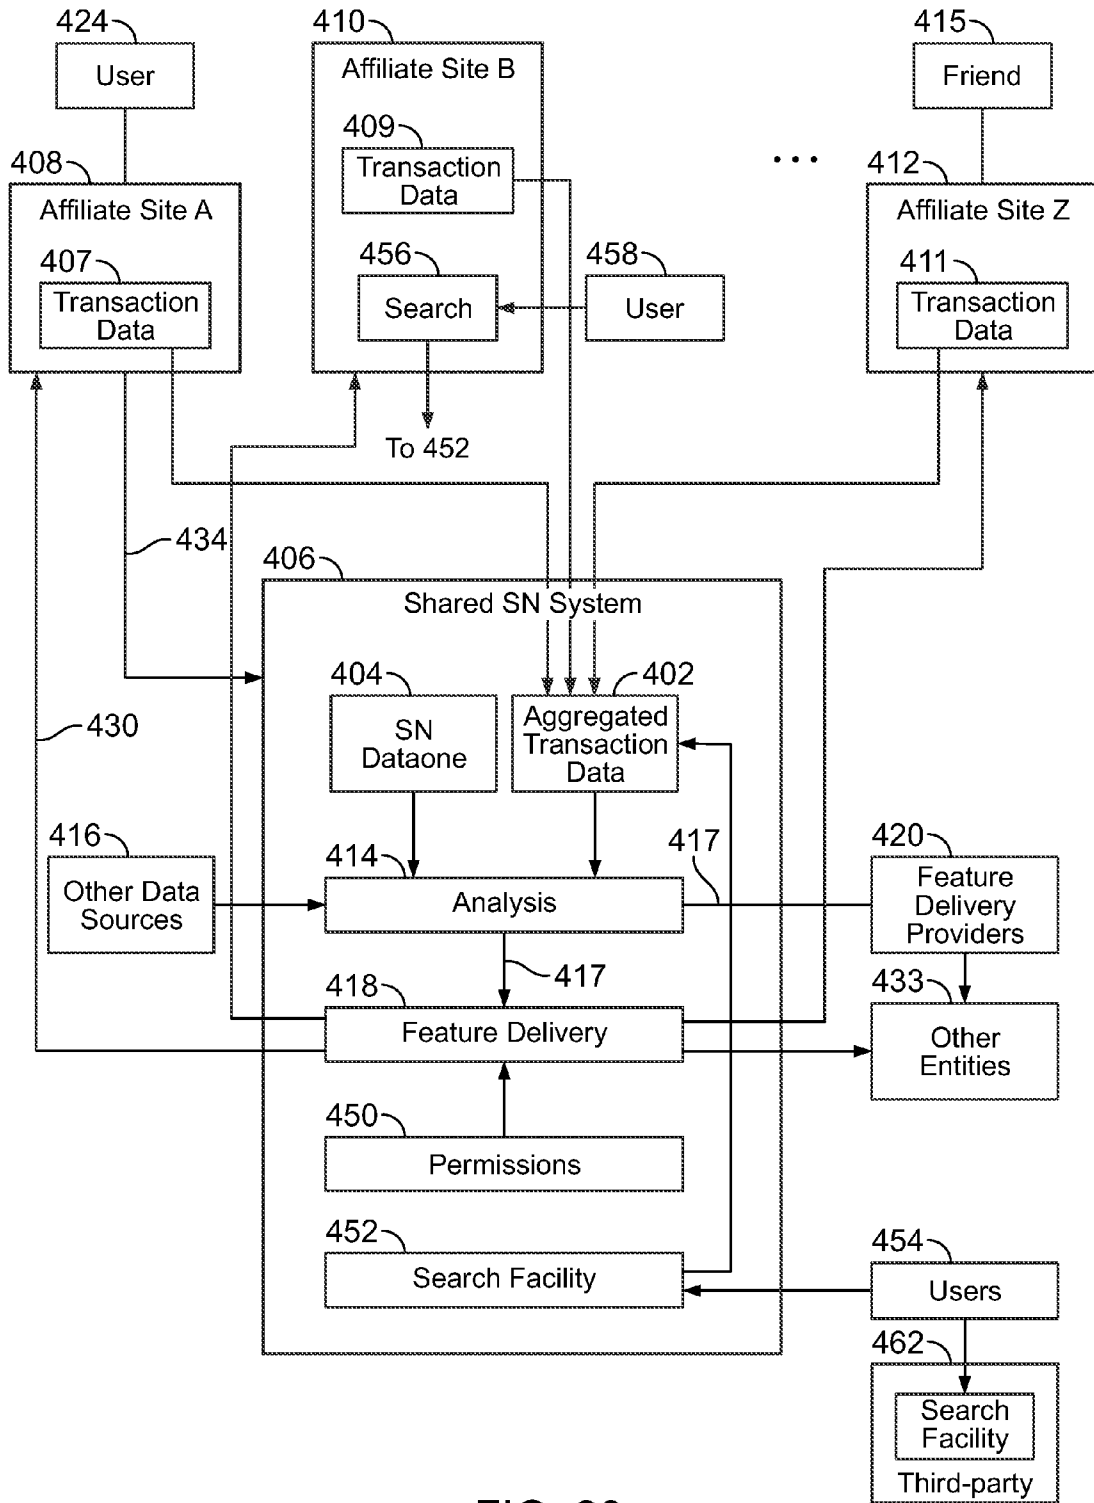 424
User
410
Affiliate Site B
415
Friend
409
Transaction
Data
...
408
Affiliate Site A
412
Affiliate Site Z
407
Transaction
Data
456
Search
458
User
411
Transaction
Data
To 452
434
406
Shared SN System
404
SN
Dataone
402
Aggregated
Transaction
Data
430
416
Other Data
Sources
414
Analysis
417
420
Feature
Delivery
Providers
417
418
Feature Delivery
433
Other
Entities
450
Permissions
452
Search Facility
454
Users
462
Search
Facility
Third-party